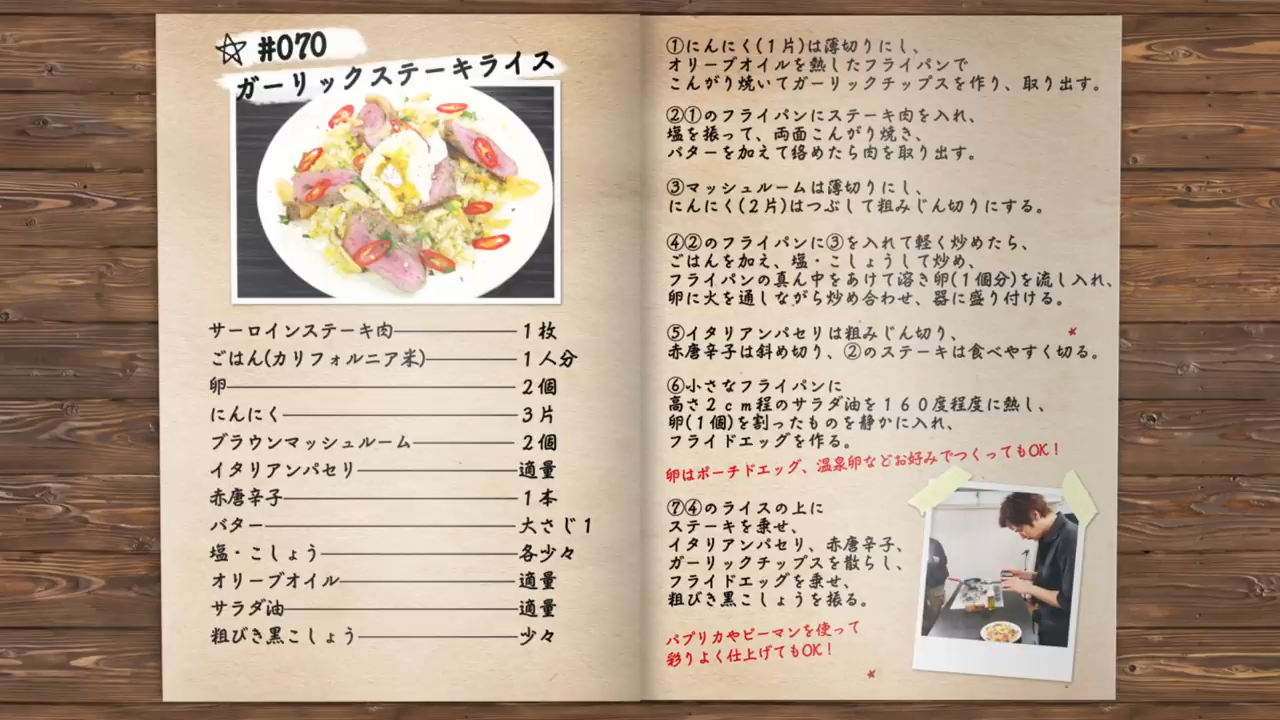 ☆ #070
ガーリックステーキライス
サーロインステーキ肉 1枚
ごはん(カリフォルニア米) 1人分
卵 2個
にんにく 3片
ブラウンマッシュルーム 2個
イタリアンパセリ 適量
赤唐辛子 1本
バター 大さじ1
塩・こしょう 各少々
オリーブオイル 適量
サラダ油 適量
粗びき黒こしょう 少々
①にんにく(1片)は薄切りにし、
オリーブオイルを熱したフライパンで
こんがり焼いてガーリックチップスを作り、取り出す。
②①のフライパンにステーキ肉を入れ、
塩を振って、両面こんがり焼き、
バターを加えて絡めたら肉を取り出す。
③マッシュルームは薄切りにし、
にんにく(2片)はつぶして粗みじん切りにする。
④②のフライパンに③を入れて軽く炒めたら、
ごはんを加え、塩・こしょうして炒め、
フライパンの真ん中をあけて溶き卵(1個分)を流し入れ、
卵に火を通しながら炒め合わせ、器に盛り付ける。
⑤イタリアンパセリは粗みじん切り、
赤唐辛子は斜め切り、②のステーキは食べやすく切る。
⑥小さなフライパンに
高さ2cm程のサラダ油を160度程度に熱し、
卵(1個)を割ったものを静かに入れ、
フライドエッグを作る。
卵はポーチドエッグ、温泉卵などお好みでつくってもOK!
⑦④のライスの上に
ステーキを乗せ、
イタリアンパセリ、赤唐辛子、
ガーリックチップスを散らし、
フライドエッグを乗せ、
粗びき黒こしょうを振る。
パプリカやピーマンを使って
彩りよく仕上げてもOK!